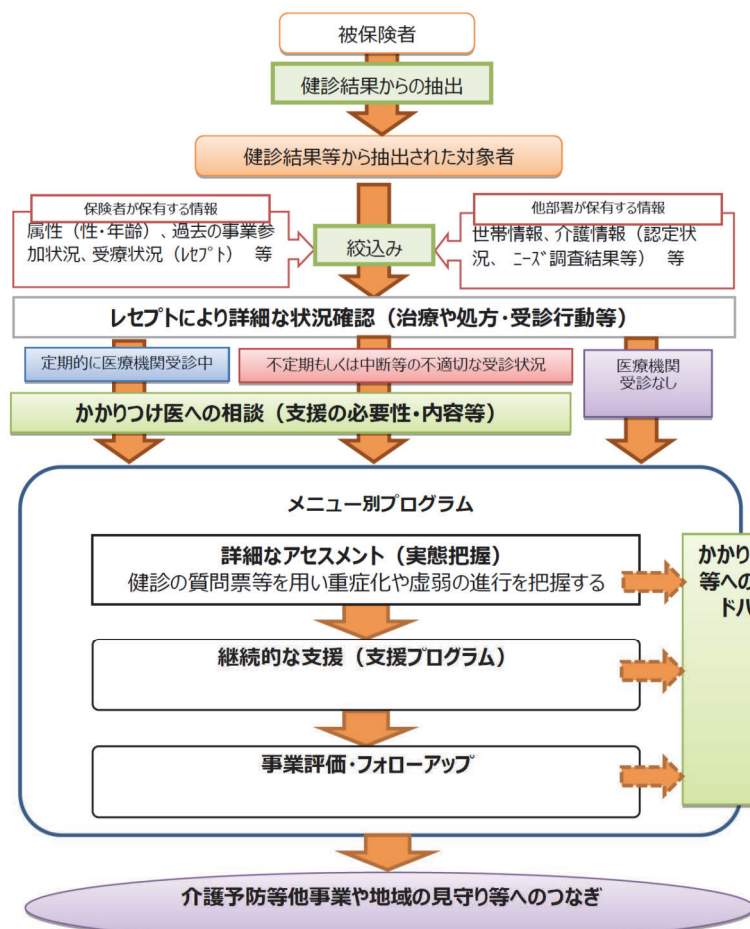 被保険者
健診結果からの抽出
健診結果等から抽出された対象者
保険者が保有する情報
属性（性・年齢）、過去の事業参
加状況、受療状況（ﾚｾﾌﾟﾄ）　等
絞込み
他部署が保有する情報
世帯情報、介護情報（認定状
況、ﾆｰｽﾞ調査結果等）　等
レセプトにより詳細な状況確認（治療や処方・受診行動等）
定期的に医療機関受診中
不定期もしくは中断等の不適切な受診状況
医療機関
受診なし
かかりつけ医への相談（支援の必要性・内容等）
メニュー別プログラム
詳細なアセスメント（実態把握）
健診の質問票等を用い重症化や虚弱の進行を把握する
かかり
等への
ドバ
継続的な支援（支援プログラム）
事業評価・フォローアップ
介護予防等他事業や地域の見守り等へのつなぎ